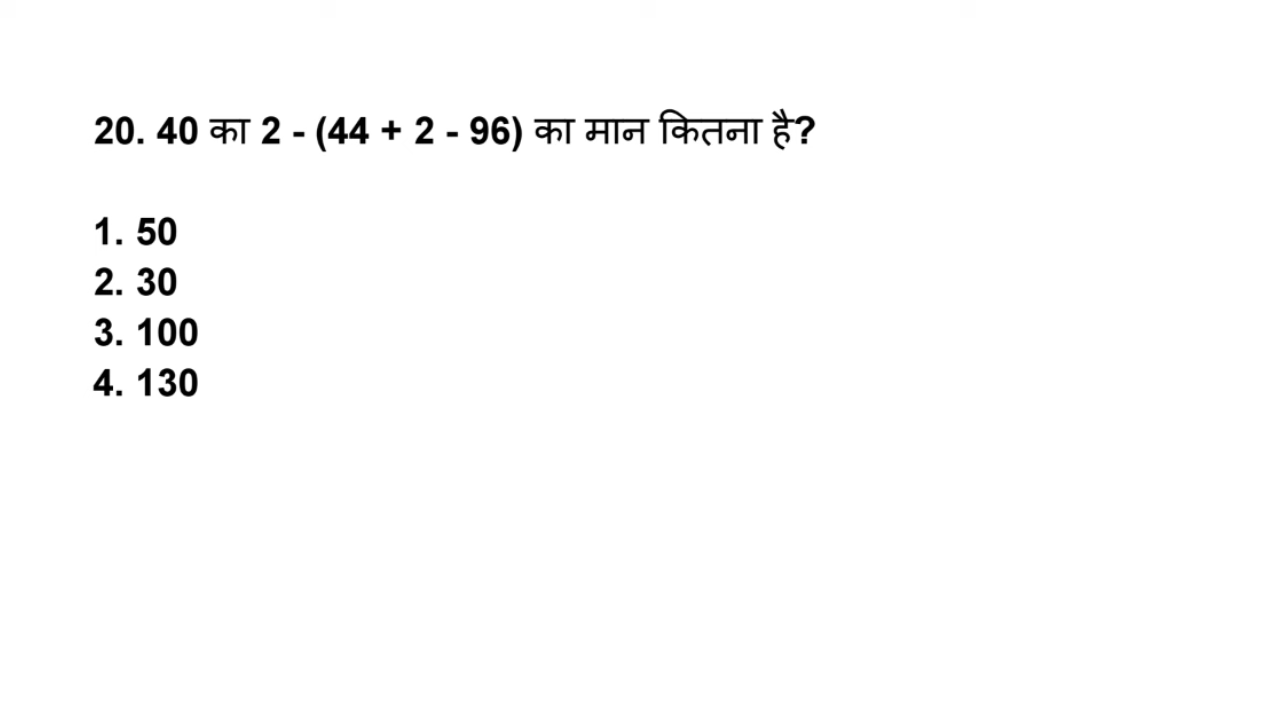 20. 40 का 2 - (44 + 2 - 96) का मान कितना है?
1. 50
2. 30
3. 100
4. 130